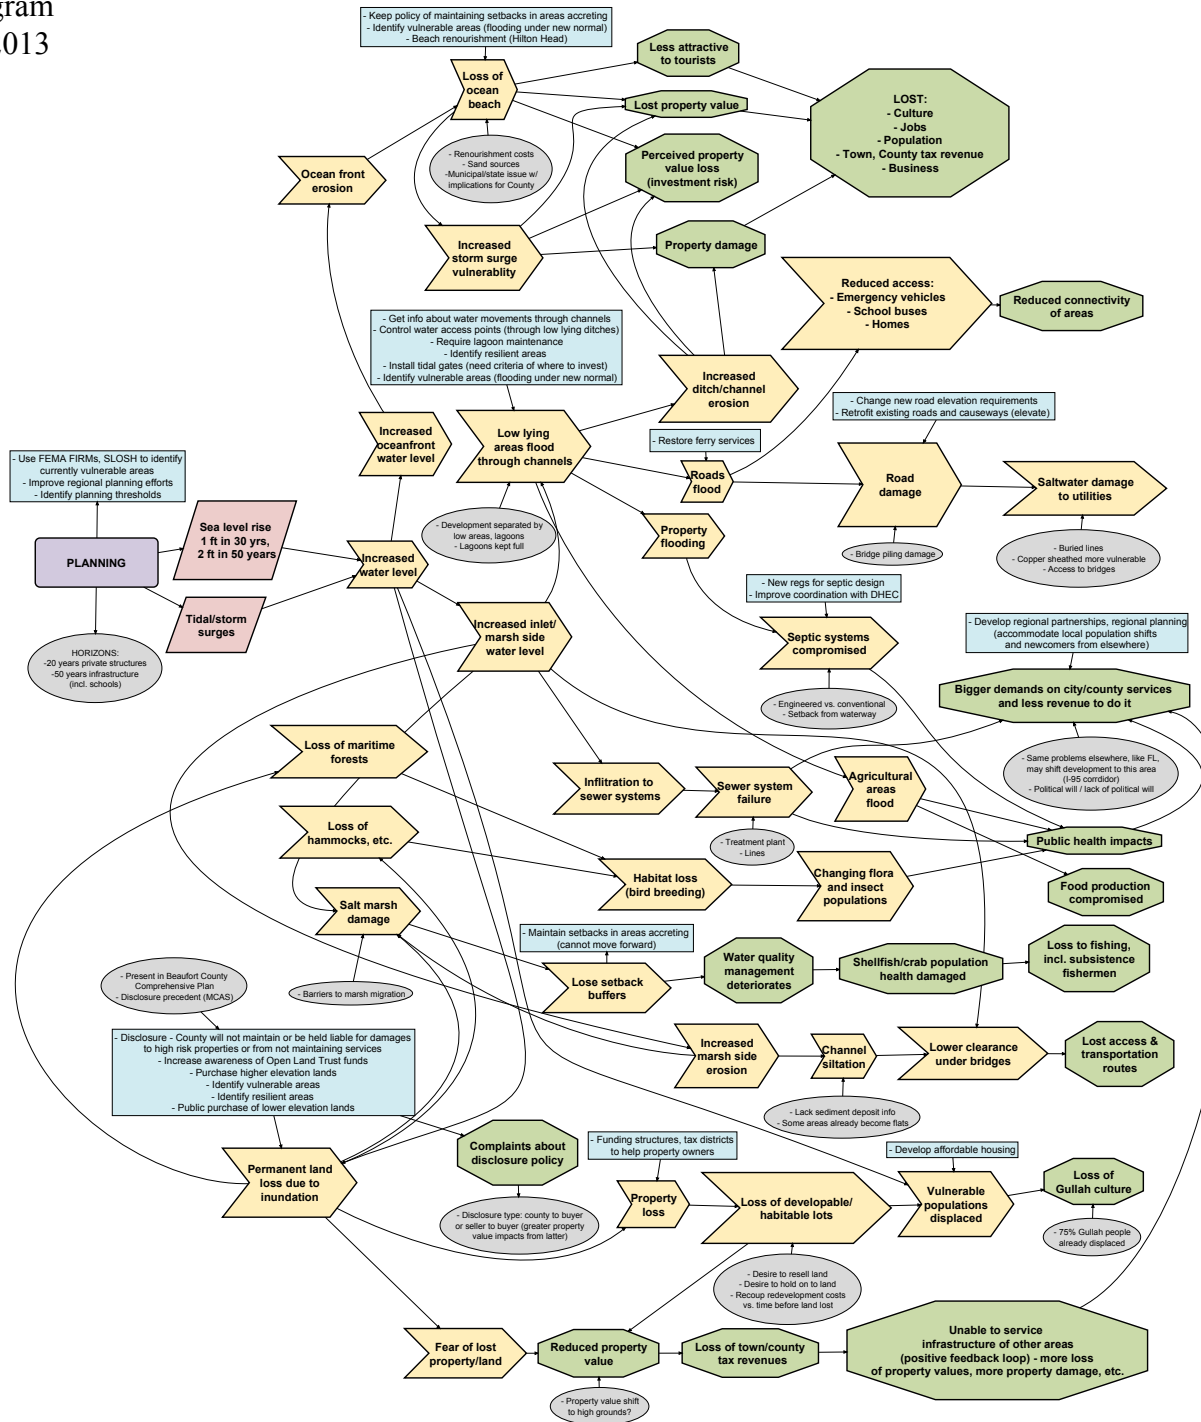 gram
2013
- Keep policy of maintaining setbacks in areas accreting
- Identify vulnerable areas (flooding under new normal)
- Beach renourishment (Hilton Head)
Loss of
ocean
beach
Less attractive
to tourists
Lost property value
LOST:
- Culture
- Jobs
- Population
- Town, County tax revenue
- Business
- Renourishment costs
- Sand sources
-Municipal/state issue w/
implications for County
Perceived property
value loss
(investment risk)
Ocean front
erosion
Increased
storm surge
vulnerablity
Property damage
Reduced access:
- Emergency vehicles
- School buses
- Homes
Reduced connectivity
of areas
- Get info about water movements through channels
- Control water access points (through low lying ditches)
- Require lagoon maintenance
- Identify resilient areas
- Install tidal gates (need criteria of where to invest)
- Identify vulnerable areas (flooding under new normal)
Increased
ditch/channel
erosion
- Change new road elevation requirements
- Retrofit existing roads and causeways (elevate)
Increased
oceanfront
water level
Low lying
areas flood
through channels
- Restore ferry services
Roads
flood
Road
damage
Saltwater damage
to utilities
- Use FEMA FIRMs, SLOSH to identify
currently vulnerable areas
- Improve regional planning efforts
- Identify planning thresholds
Sea level rise
1 ft in 30 yrs,
2 ft in 50 years
- Development separated by
low areas, lagoons
- Lagoons kept full
Property
flooding
- Bridge piling damage
- Buried lines
- Copper sheathed more vulnerable
- Access to bridges
PLANNING
Increased
water level
- New regs for septic design
- Improve coordination with DHEC
Tidal/storm
surges
Increased inlet/
marsh side
water level
Septic systems
compromised
- Develop regional partnerships, regional planning
(accommodate local population shifts
and newcomers from elsewhere)
HORIZONS:
-20 years private structures
-50 years infrastructure
(incl. schools)
- Engineered vs. conventional
- Setback from waterway
Bigger demands on city/county services
and less revenue to do it
Loss of maritime
forests
Inflitration to
sewer systems
Sewer system
failure
Agricultural
areas
flood
- Same problems elsewhere, like FL,
may shift development to this area
(I-95 corrdidor)
- Political will / lack of political will
Loss of
hammocks, etc.
- Treatment plant
- Lines
Public health impacts
Habitat loss
(bird breeding)
Changing flora
and insect
populations
Food production
compromised
Salt marsh
damage
- Maintain setbacks in areas accreting
(cannot move forward)
Water quality
management
deteriorates
Shellfish/crab population
health damaged
Loss to fishing,
incl. subsistence
fishermen
- Present in Beaufort County
Comprehensive Plan
- Disclosure precedent (MCAS)
- Barriers to marsh migration
Lose setback
buffers
- Disclosure - County will not maintain or be held liable for damages
to high risk properties or from not maintaining services
- Increase awareness of Open Land Trust funds
- Purchase higher elevation lands
- Identify vulnerable areas
- Identify resilient areas
- Public purchase of lower elevation lands
Increased
marsh side
erosion
Channel
siltation
Lower clearance
under bridges
Lost access &
transportation
routes
- Lack sediment deposit info
- Some areas already become flats
Permanent land
loss due to
inundation
Complaints about
disclosure policy
- Funding structures, tax districts
to help property owners
- Develop affordable housing
Property
loss
Loss of developable/
habitable lots
Vulnerable
populations
displaced
Loss of
Gullah culture
- Disclosure type: county to buyer
or seller to buyer (greater property
value impacts from latter)
- 75% Gullah people
already displaced
- Desire to resell land
- Desire to hold on to land
- Recoup redevelopment costs
vs. time before land lost
Fear of lost
property/land
Reduced property
value
Loss of town/county
tax revenues
Unable to service
infrastructure of other areas
(positive feedback loop) - more loss
of property values, more property damage, etc.
- Property value shift
to high grounds?